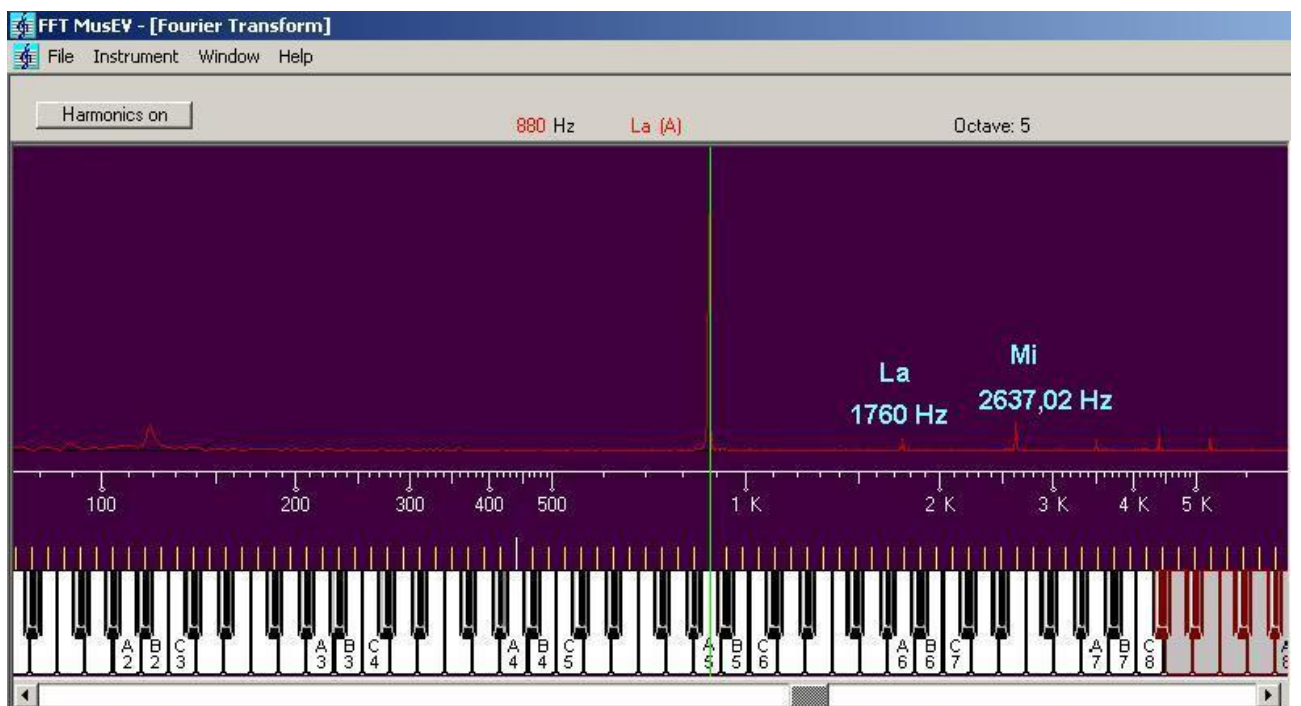 FFT MusEV - [Fourier Transform]
File Instrument Window Help
Harmonics on
880 Hz La (A) Octave: 5
La
1760 Hz
Mi
2637,02 Hz
100 200 300 400 500 1 K 2 K 3 K 4 K 5 K
A B C A B C A B C A B C A B C A B C A
2 2 3 3 3 4 4 4 5 5 5 6 6 6 7 7 7 8 8